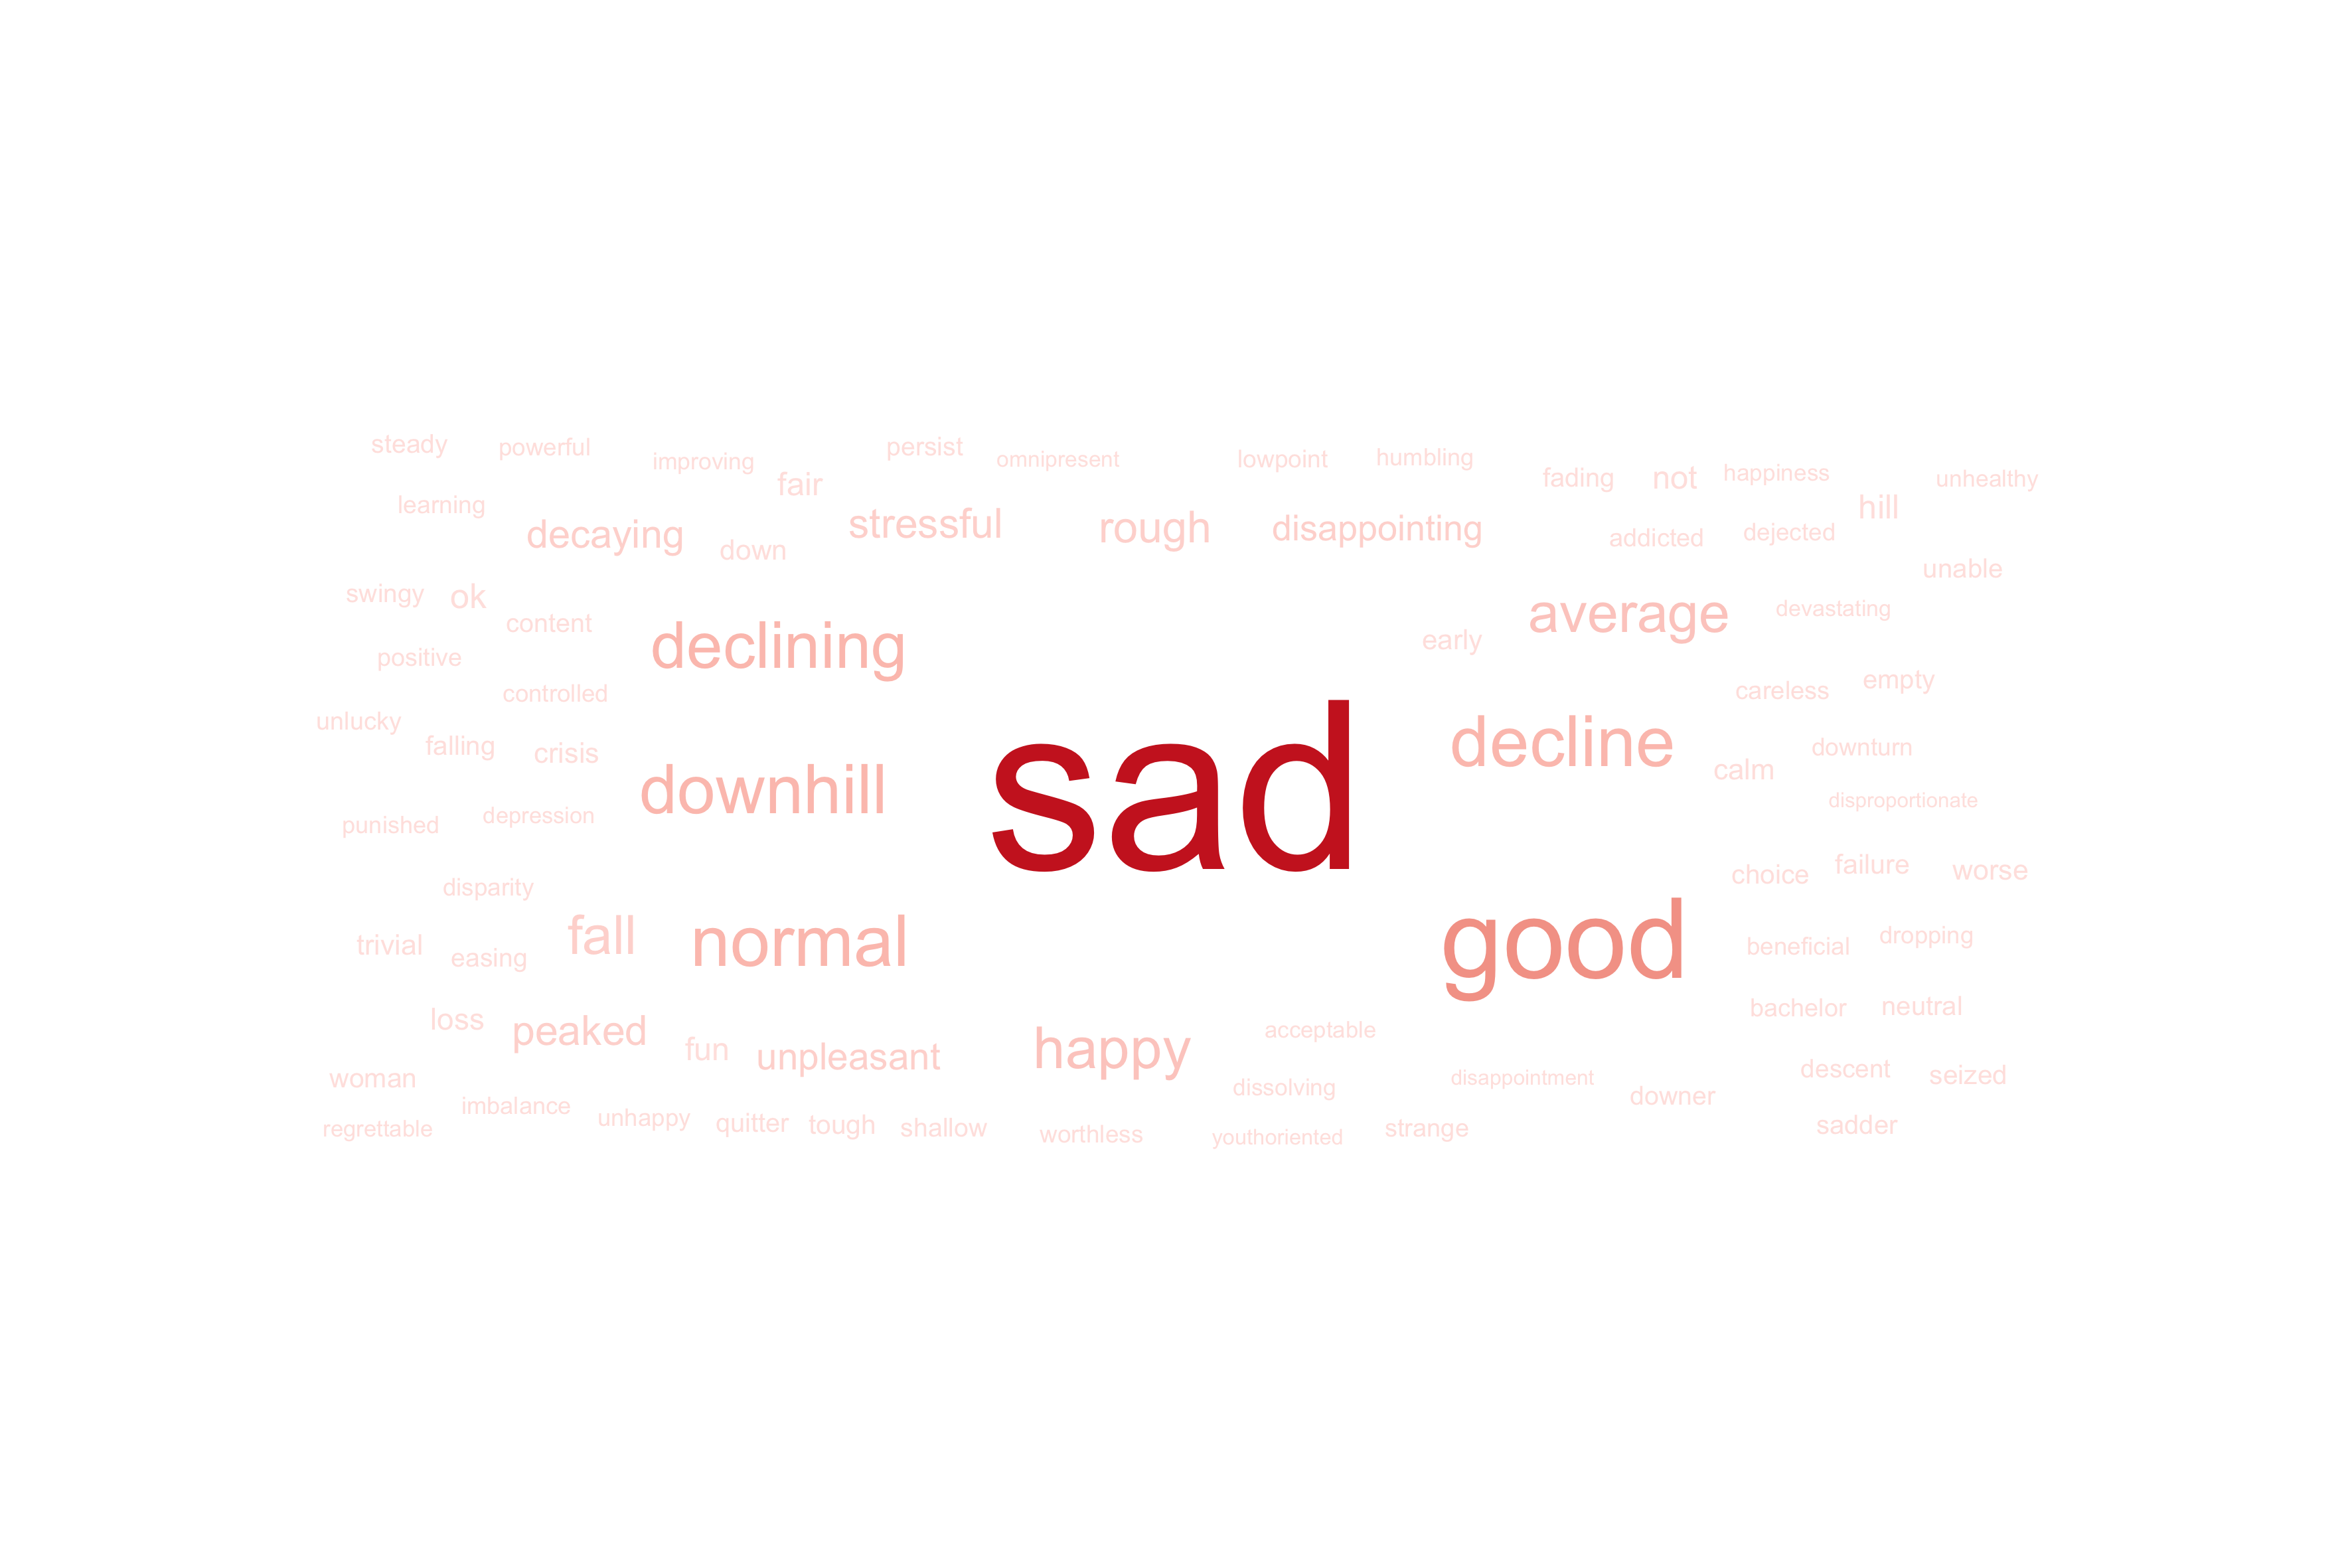 steady
powerful
improving
persist
omnipresent
lowpoint
humbling
fading
not
happiness
unhealthy
learning
fair
hill
decaying
down
stressful
rough
disappointing
addicted
dejected
unable
swingy
ok
content
declining
early
average
devastating
positive
controlled
careless
empty
unlucky
falling
crisis
downhill
sad
decline
calm
downturn
punished
depression
disproportionate
disparity
choice
failure
worse
trivial
easing
fall
normal
good
beneficial
dropping
loss
peaked
fun
unpleasant
happy
acceptable
bachelor
neutral
woman
imbalance
unhappy
dissolving
disappointment
downer
descent
seized
regrettable
quitter
tough
shallow
worthless
youthoriented
strange
sadder